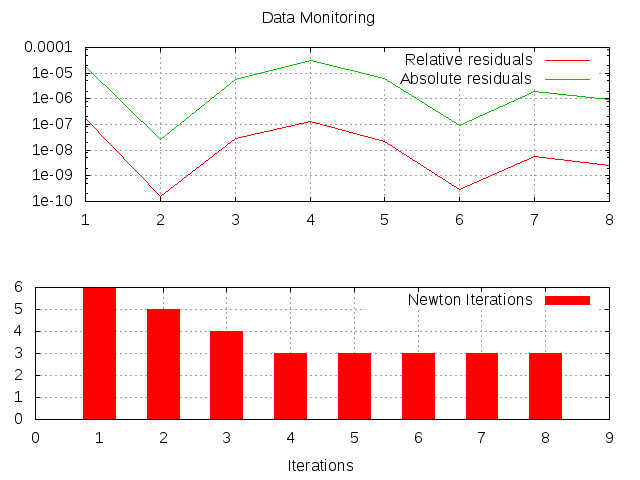 Data Monitoring
0.0001
Relative residuals
1e-05
Absolute residuals
1e-06
1e-07
1e-08
1e-09
1e-10
1 2 3 4 5 6 7 8
6
Newton Iterations
5
4
3
2
1
0
0 1 2 3 4 5 6 7 8 9
Iterations